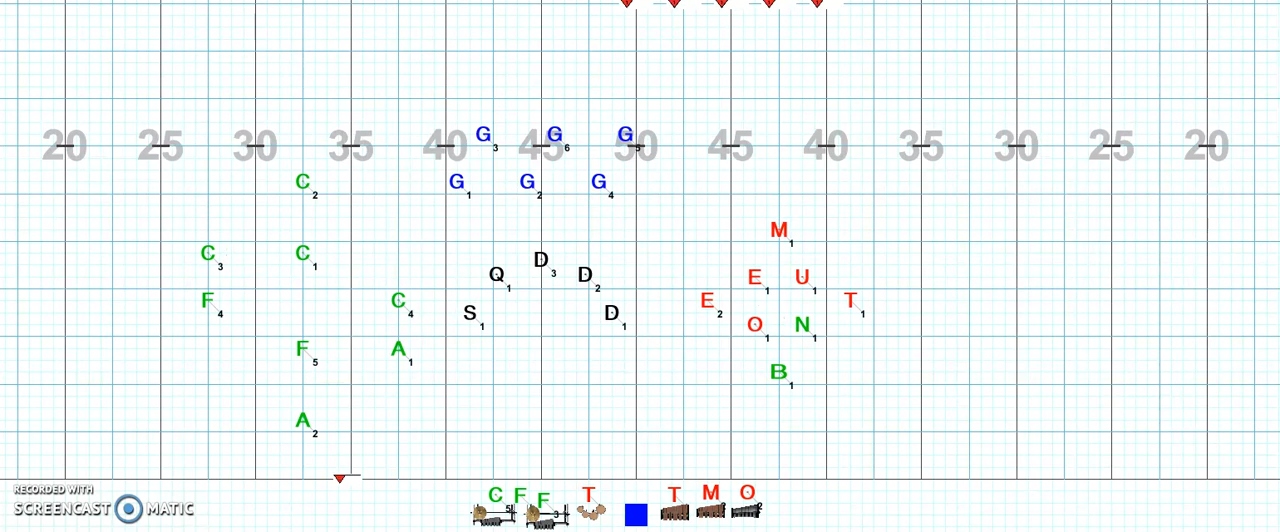 20 25 30 35 40 45 50 45 40 35 30 25 20
G3 G6 G5
C2 G1 G2 G4
M1
C3 C1 D3
Q1 D2 E1 U1
F4 C4 E2 T1
S1 D1 O1 N1
F5 A1
B1
A2
RECORDED WITH
SCREENCAST MATIC
C5 F F3 T T M O